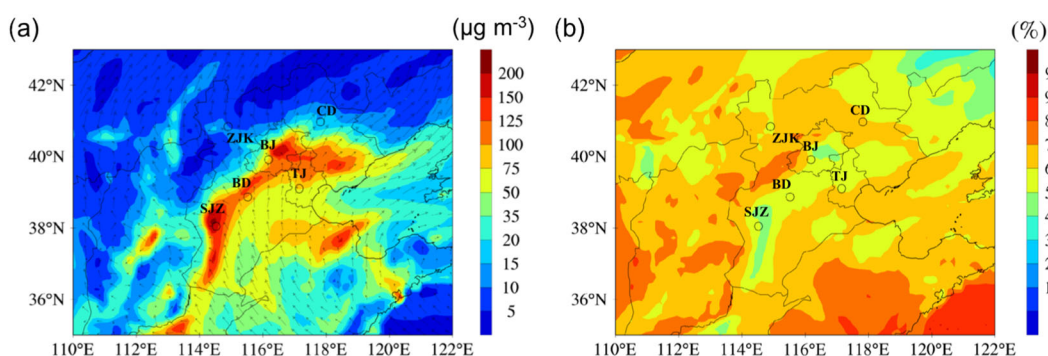 (a)
(μg m⁻³)
42°N
40°N
38°N
36°N
110°E 112°E 114°E 116°E 118°E 120°E 122°E
CD
ZJK
BJ
BD
TJ
SJZ
200
150
125
100
75
50
35
20
15
10
5
(b)
(%)
42°N
40°N
38°N
36°N
110°E 112°E 114°E 116°E 118°E 120°E 122°E
CD
ZJK
BJ
BD
TJ
SJZ